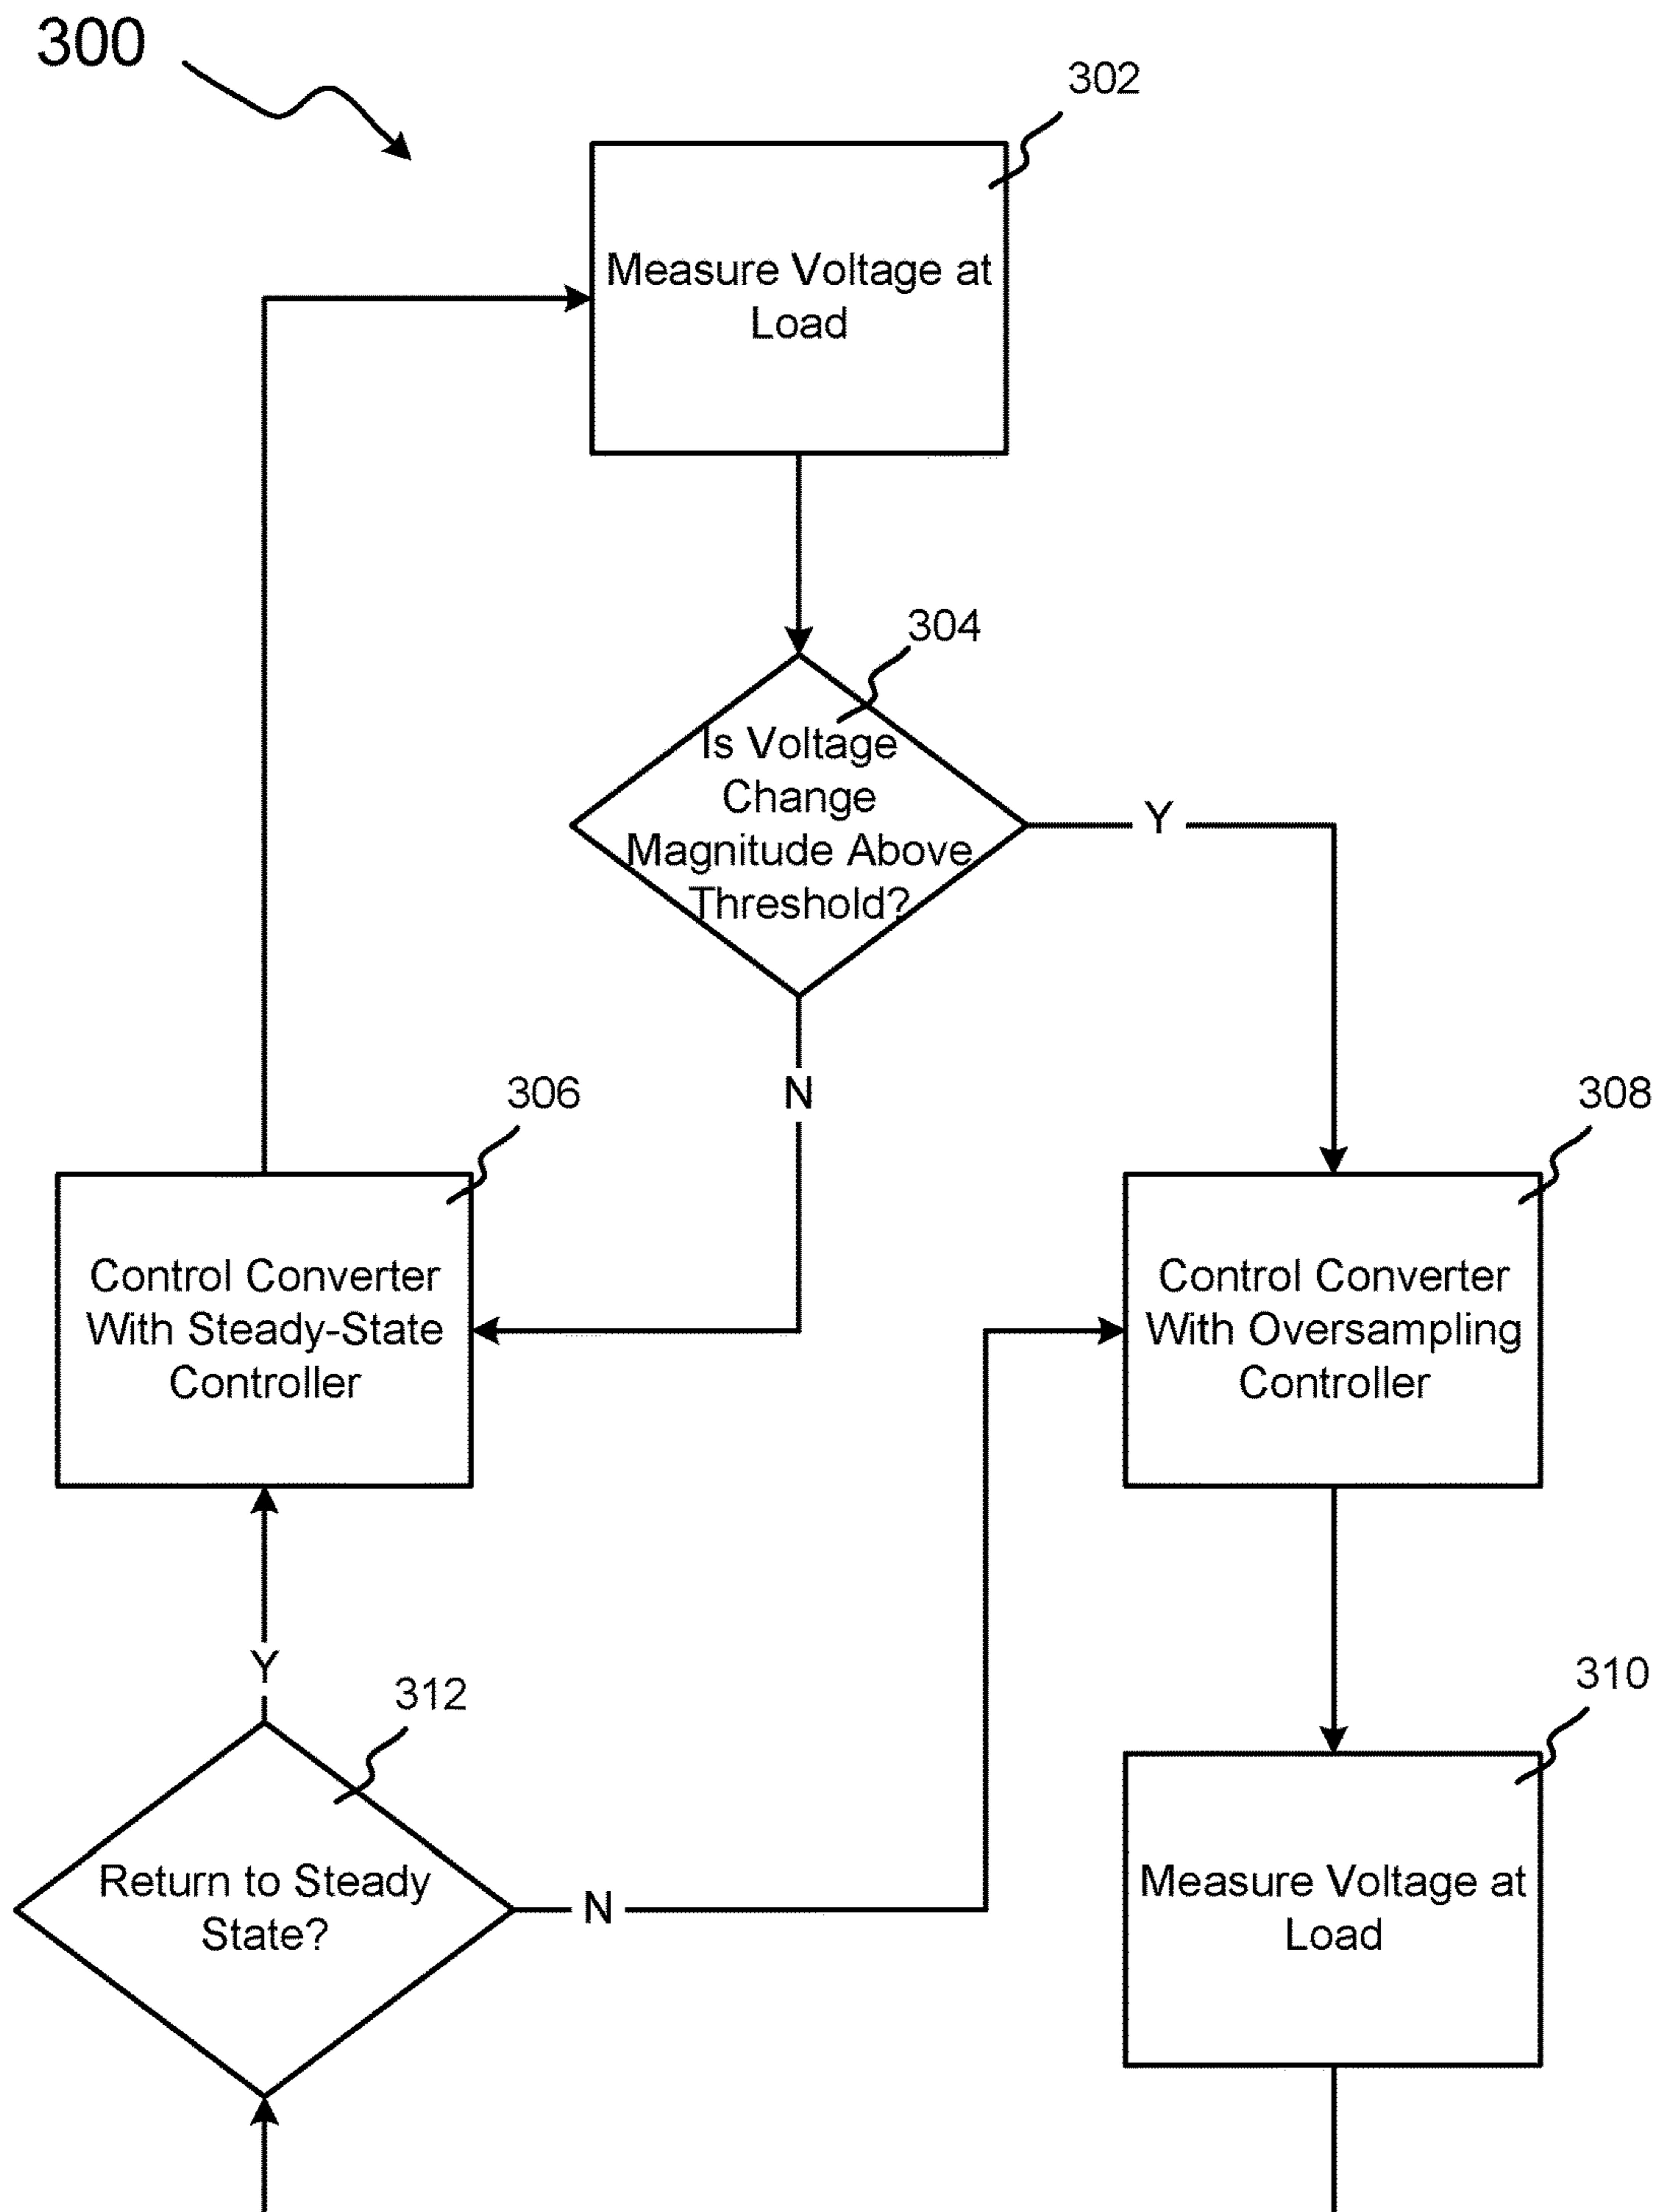 300
302
Measure Voltage at
Load
304
Is Voltage
Change
Magnitude Above
Threshold?
Y
N
306
308
Control Converter
With Steady-State
Controller
Control Converter
With Oversampling
Controller
Y
312
310
Return to Steady
State?
N
Measure Voltage at
Load